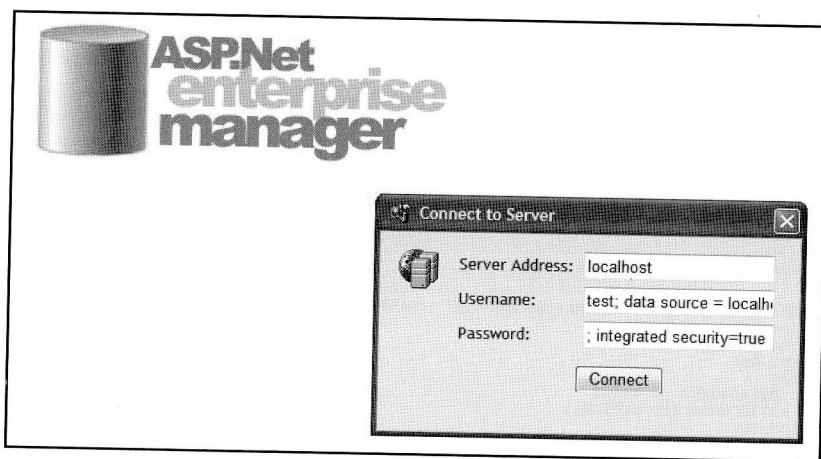 ASP.Net
enterprise
manager
Connect to Server
Server Address: localhost
Username: test; data source = localh
Password: ; integrated security=true
Connect